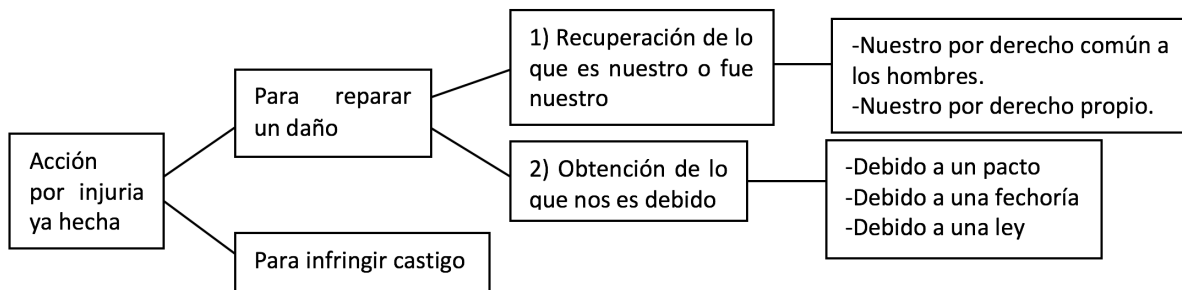 Acción
por injuria
ya hecha
Para reparar
un daño
Para infringir castigo
1) Recuperación de lo
que es nuestro o fue
nuestro
2) Obtención de lo
que nos es debido
-Nuestro por derecho común a
los hombres.
-Nuestro por derecho propio.
-Debido a un pacto
-Debido a una fechoría
-Debido a una ley